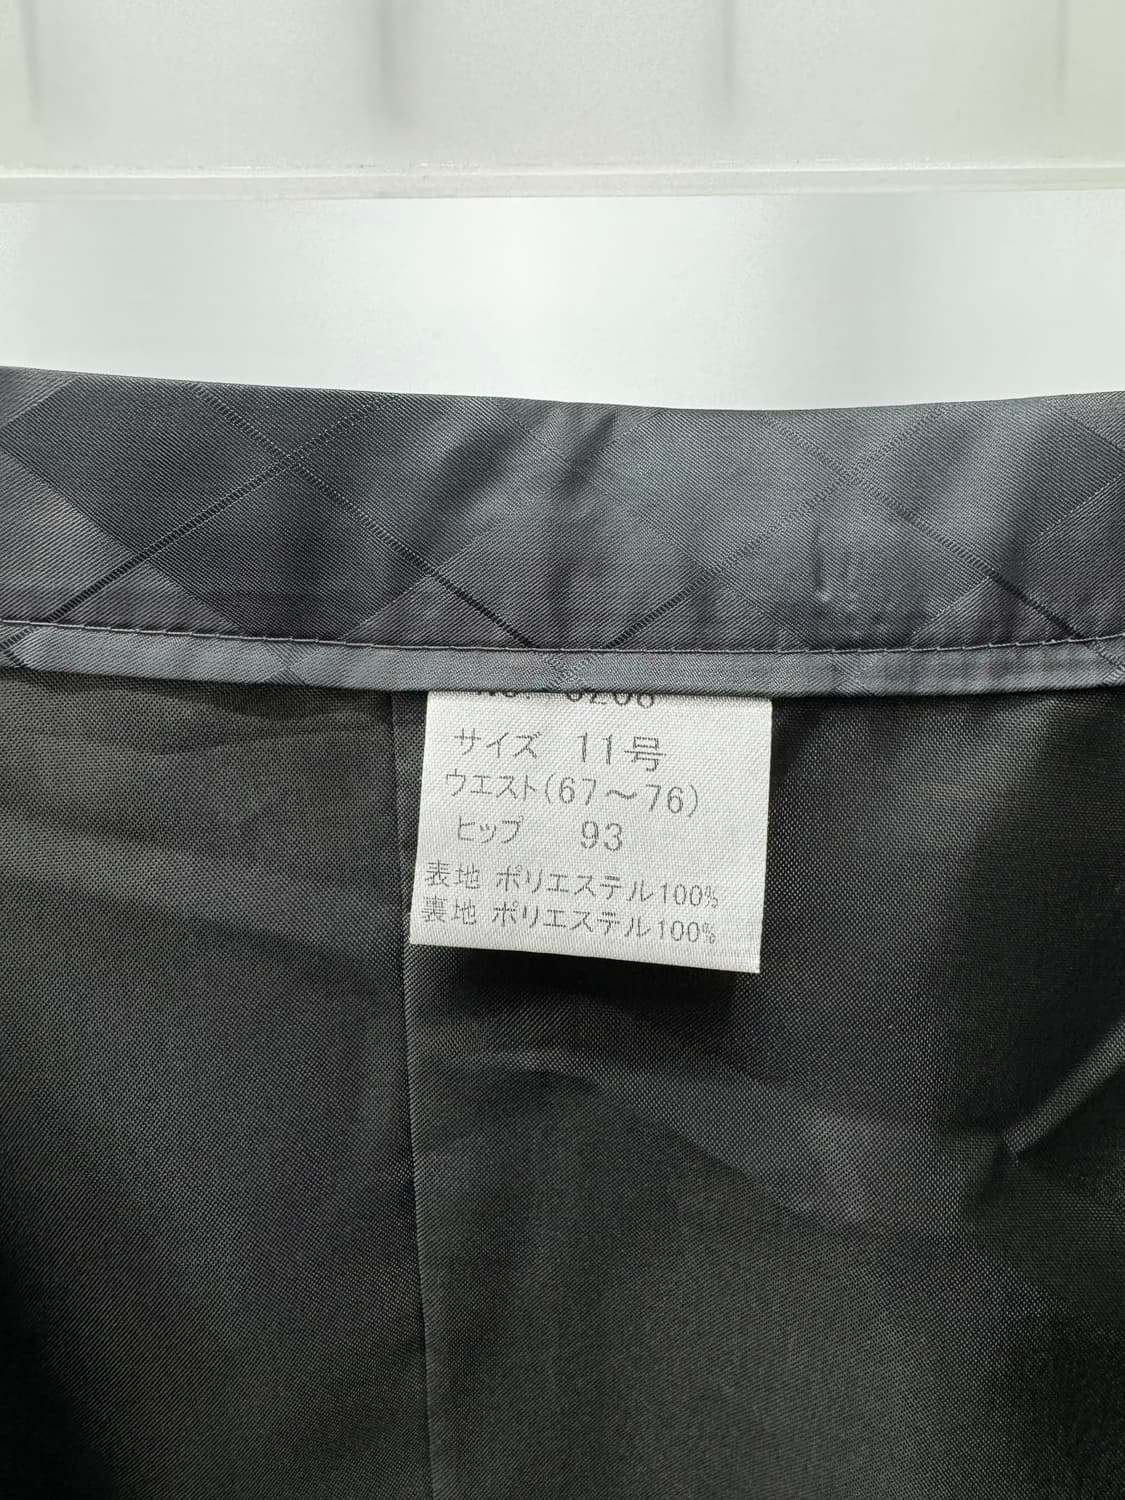 サイズ 11号
ウエスト(67～76)
ヒップ 93
表地 ポリエステル100%
裏地 ポリエステル100%